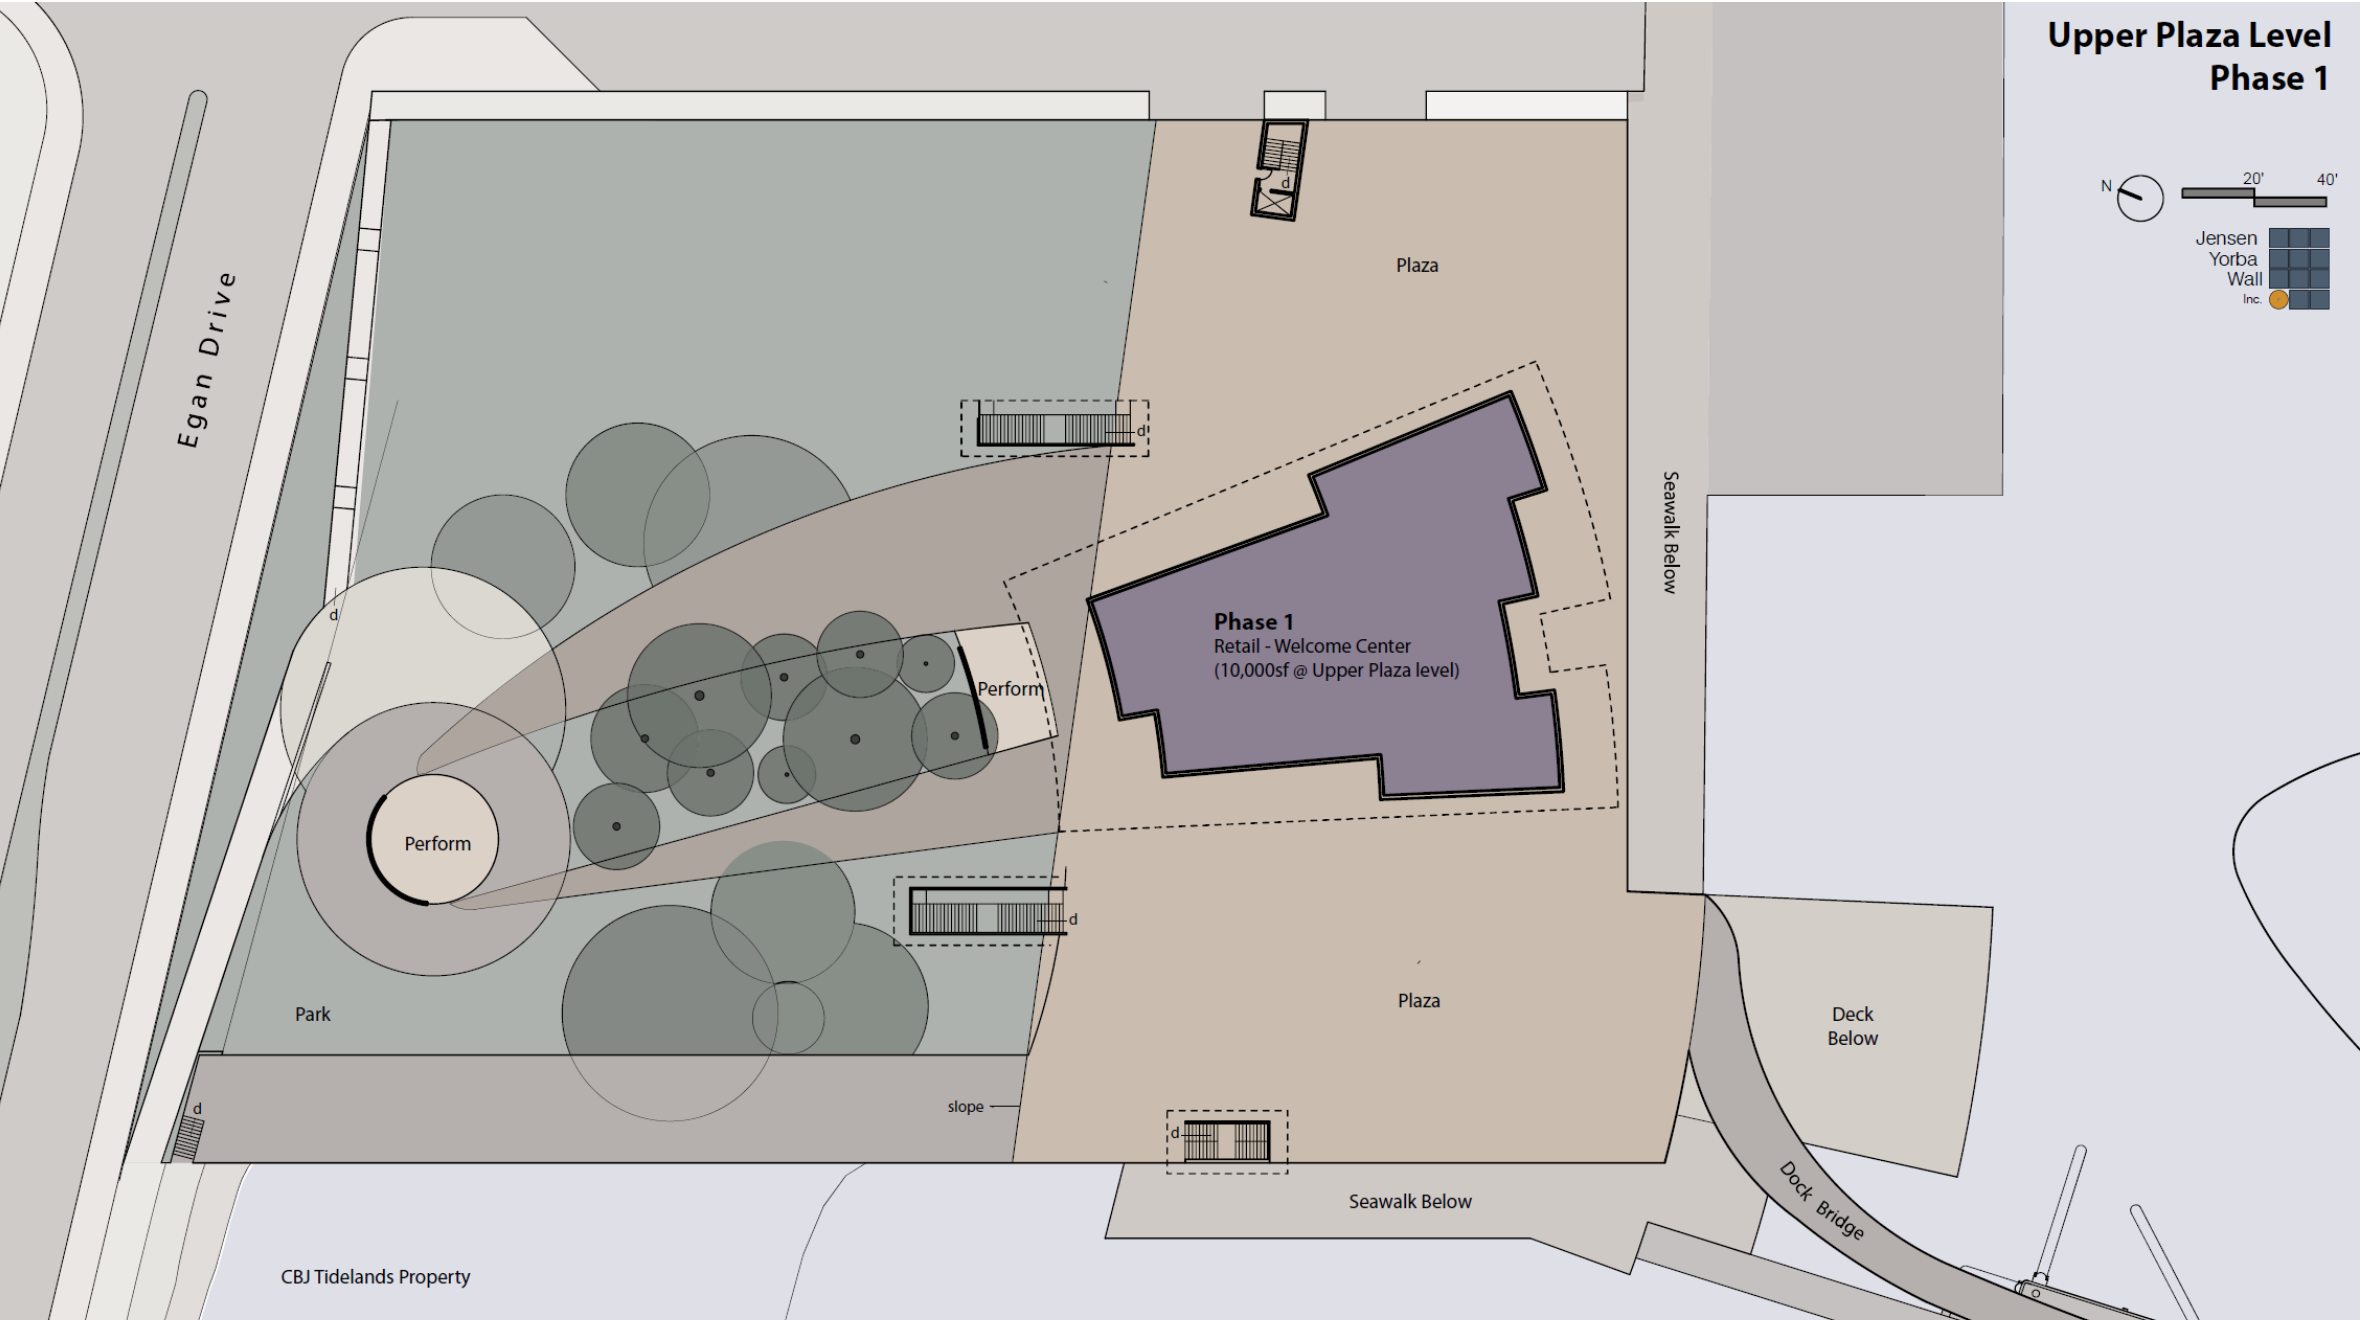 Upper Plaza Level
Phase 1
N
20'
40'
Jensen
Yorba
Wall
Inc.
Egan Drive
d
Plaza
d
Seawalk Below
d
Phase 1
Retail - Welcome Center
(10,000sf @ Upper Plaza level)
Perform
Perform
d
Park
Plaza
Deck
Below
slope
d
d
Dock Bridge
Seawalk Below
CBJ Tidelands Property